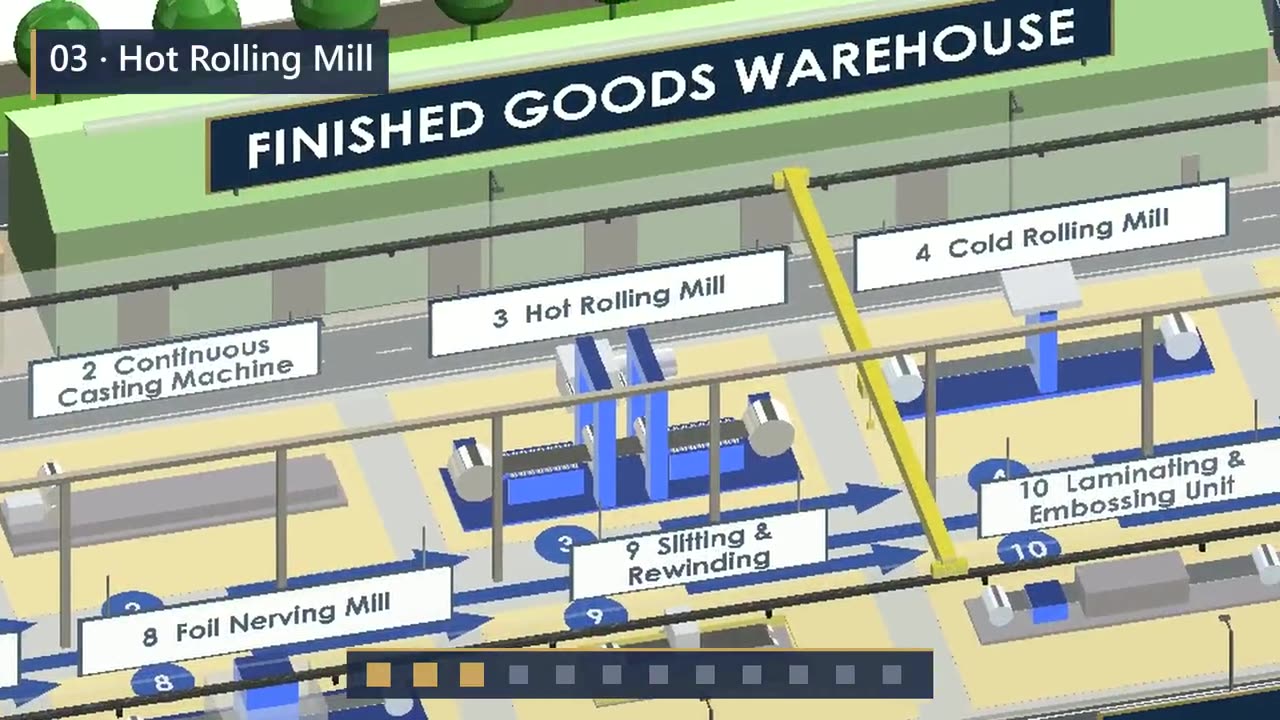 03 · Hot Rolling Mill
FINISHED GOODS WAREHOUSE
4 Cold Rolling Mill
3 Hot Rolling Mill
2 Continuous
Casting Machine
10 Laminating &
Embossing Unit
9 Slitting &
Rewinding
8 Foil Nerving Mill
3
10
9
8